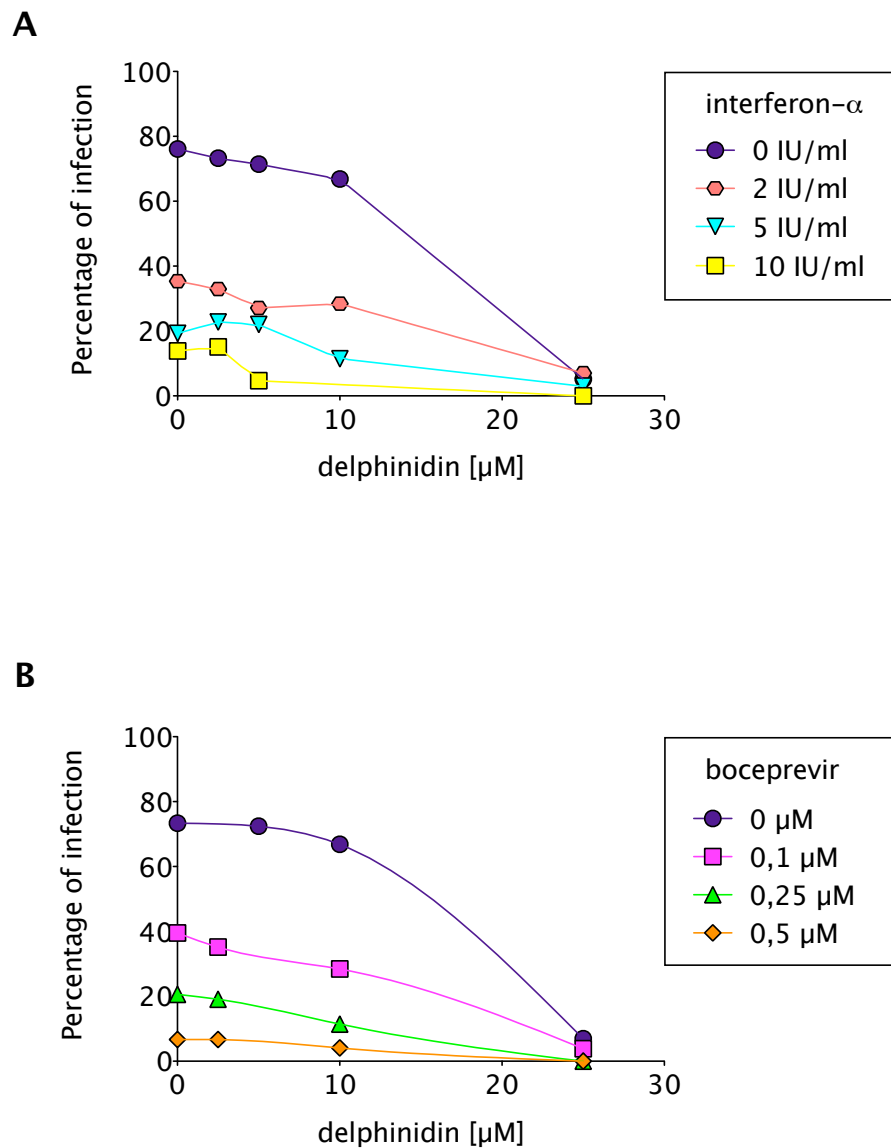 A
Percentage of infection
100
80
60
40
20
0
0 10 20 30
delphinidin [µM]
interferon-α
0 IU/ml
2 IU/ml
5 IU/ml
10 IU/ml
B
Percentage of infection
100
80
60
40
20
0
0 10 20 30
delphinidin [µM]
boceprevir
0 µM
0,1 µM
0,25 µM
0,5 µM